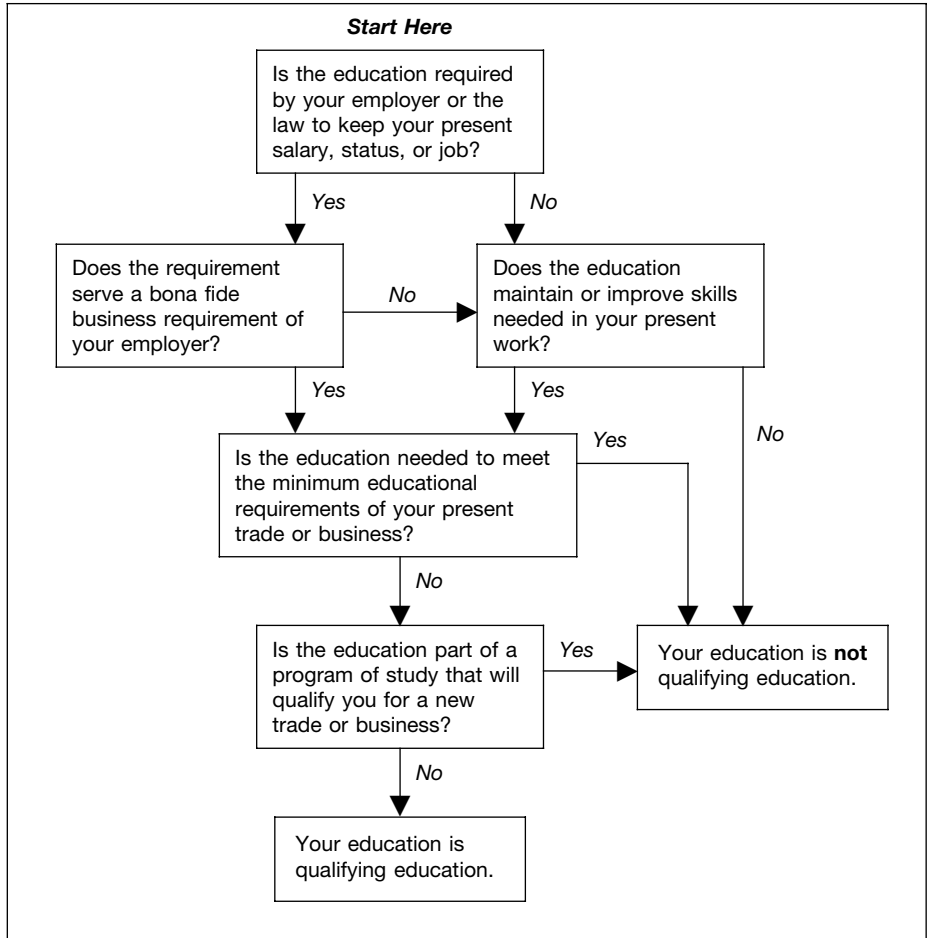 Start Here
Is the education required
by your employer or the
law to keep your present
salary, status, or job?
Yes
No
Does the requirement
serve a bona fide
business requirement of
your employer?
No
Does the education
maintain or improve skills
needed in your present
work?
Yes
Yes
No
Is the education needed to meet
the minimum educational
requirements of your present
trade or business?
Yes
No
Is the education part of a
program of study that will
qualify you for a new
trade or business?
Yes
Your education is not
qualifying education.
No
Your education is
qualifying education.